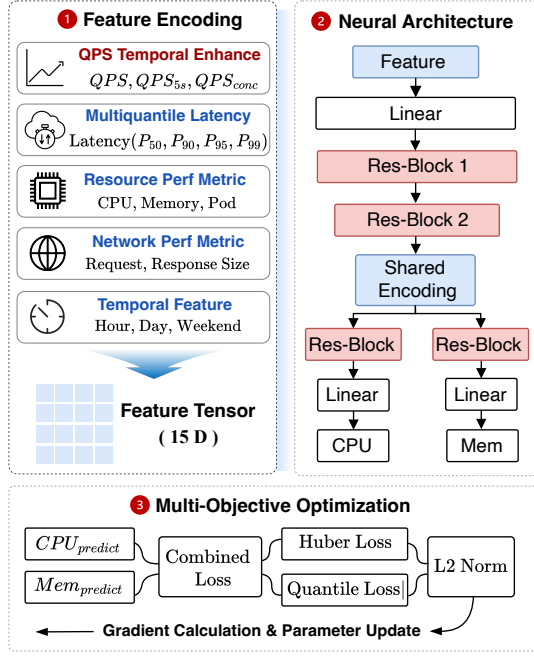 1 Feature Encoding
QPS Temporal Enhance
QPS, QPS5s, QPSconc
Multiquantile Latency
Latency(P50, P90, P95, P99)
Resource Perf Metric
CPU, Memory, Pod
Network Perf Metric
Request, Response Size
Temporal Feature
Hour, Day, Weekend
Feature Tensor
( 15 D )
2 Neural Architecture
Feature
Linear
Res-Block 1
Res-Block 2
Shared
Encoding
Res-Block Res-Block
Linear Linear
CPU Mem
3 Multi-Objective Optimization
CPUpredict
Mempredict
Combined
Loss
Huber Loss
Quantile Loss|
L2 Norm
Gradient Calculation & Parameter Update